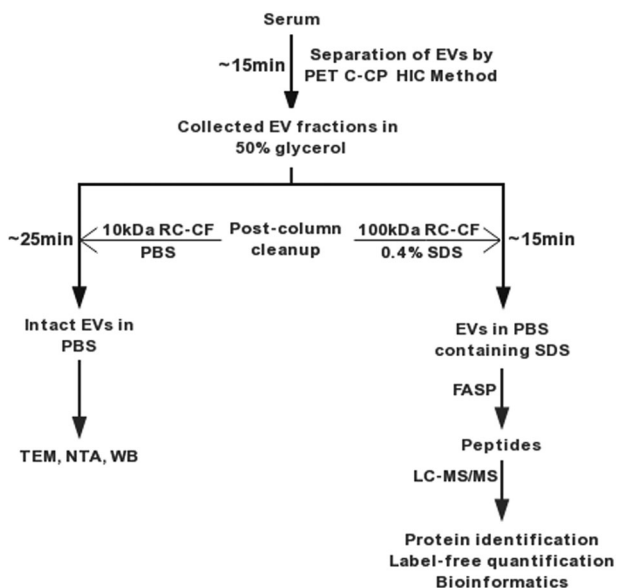 Serum
~15min
Separation of EVs by
PET C-CP HIC Method
Collected EV fractions in
50% glycerol
~25min
10kDa RC-CF
PBS
Post-column
cleanup
100kDa RC-CF
0.4% SDS
~15min
Intact EVs in
PBS
TEM, NTA, WB
EVs in PBS
containing SDS
FASP
Peptides
LC-MS/MS
Protein identification
Label-free quantification
Bioinformatics